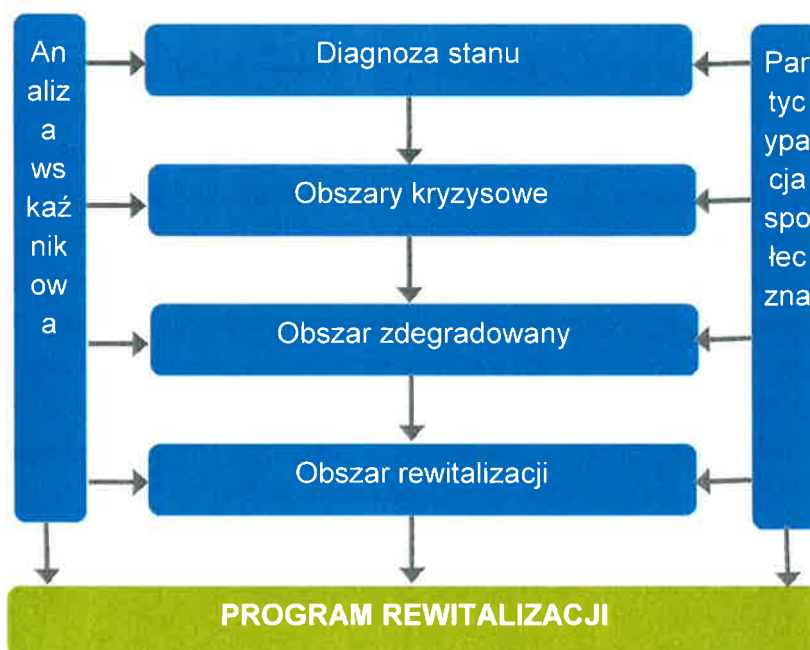 An
aliz
a
ws
kaź
nik
ow
a
Diagnoza stanu
Obszary kryzysowe
Obszar zdegradowany
Obszar rewitalizacji
Par
tyc
ypa
cja
społ
łec
zna
PROGRAM REWITALIZACJI